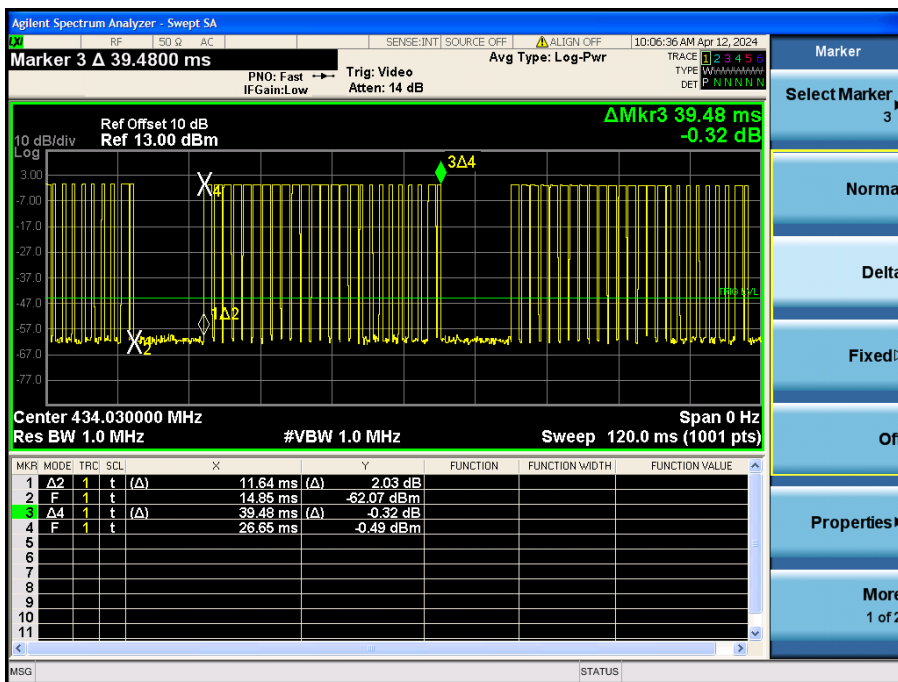 Agilent Spectrum Analyzer - Swept SA
LXI RF 50 Ω AC SENSE:INT SOURCE OFF ALIGN OFF 10:06:36 AM Apr 12, 2024
Marker 3 Δ 39.4800 ms Avg Type: Log-Pwr TRACE 1 2 3 4 5 6
PNO: Fast Trig: Video TYPE WWWWWW
IFGain:Low Atten: 14 dB DET P N N N N N
ΔMkr3 39.48 ms
-0.32 dB
Ref Offset 10 dB
10 dB/div Ref 13.00 dBm
Log
3Δ4
3.00
4
-7.00
-17.0
-27.0
-37.0
-47.0
1Δ2
-57.0
2
-67.0
-77.0
Center 434.030000 MHz Span 0 Hz
Res BW 1.0 MHz #VBW 1.0 MHz Sweep 120.0 ms (1001 pts)
MKR MODE TRC SCL X Y FUNCTION FUNCTION WIDTH FUNCTION VALUE
1 Δ2 1 t (Δ) 11.64 ms (Δ) 2.03 dB
2 F 1 t 14.85 ms -62.07 dBm
3 Δ4 1 t (Δ) 39.48 ms (Δ) -0.32 dB
4 F 1 t 26.65 ms -0.49 dBm
5
6
7
8
9
10
11
MSG STATUS
Marker
Select Marker
3
Norma
Delta
Fixed
Of
Properties
More
1 of 2